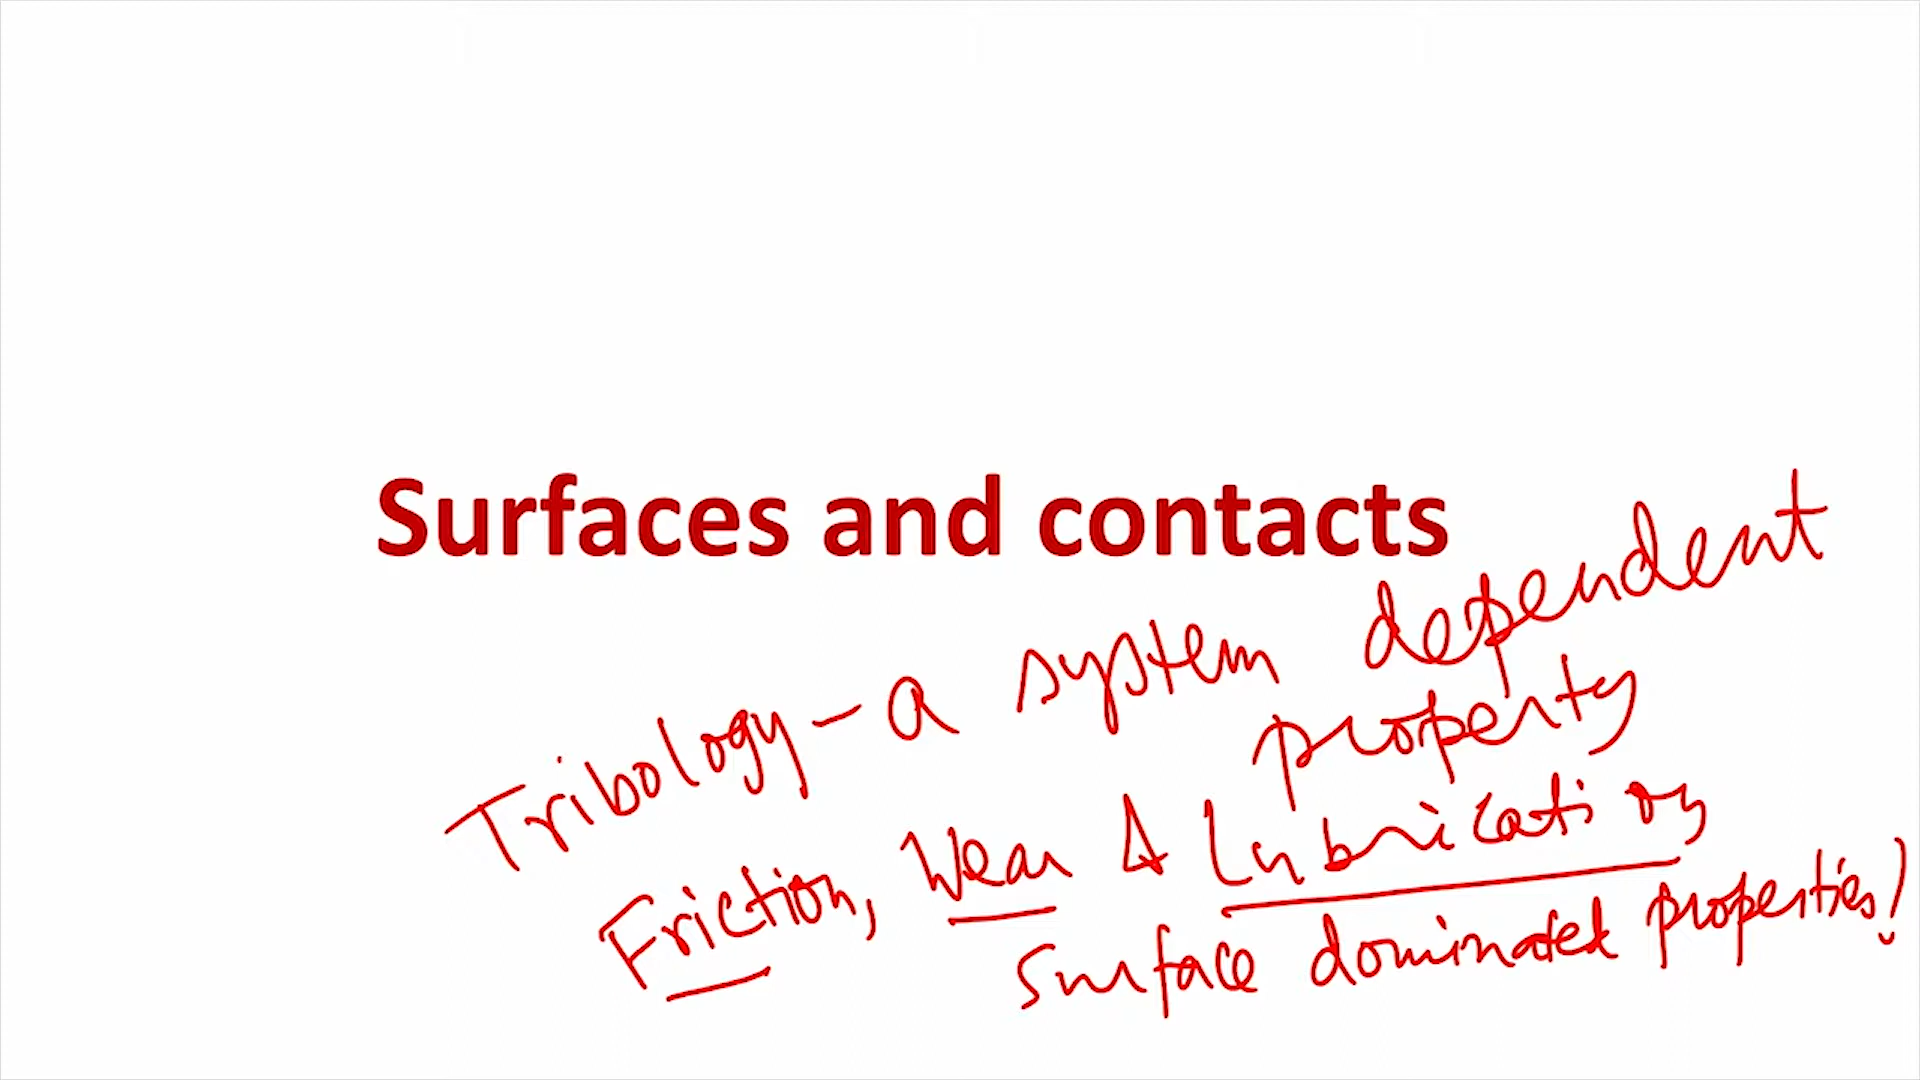 Surfaces and contacts
Tribology - a system dependent
property
Friction, Wear & Lubrication
Surface dominated properties!